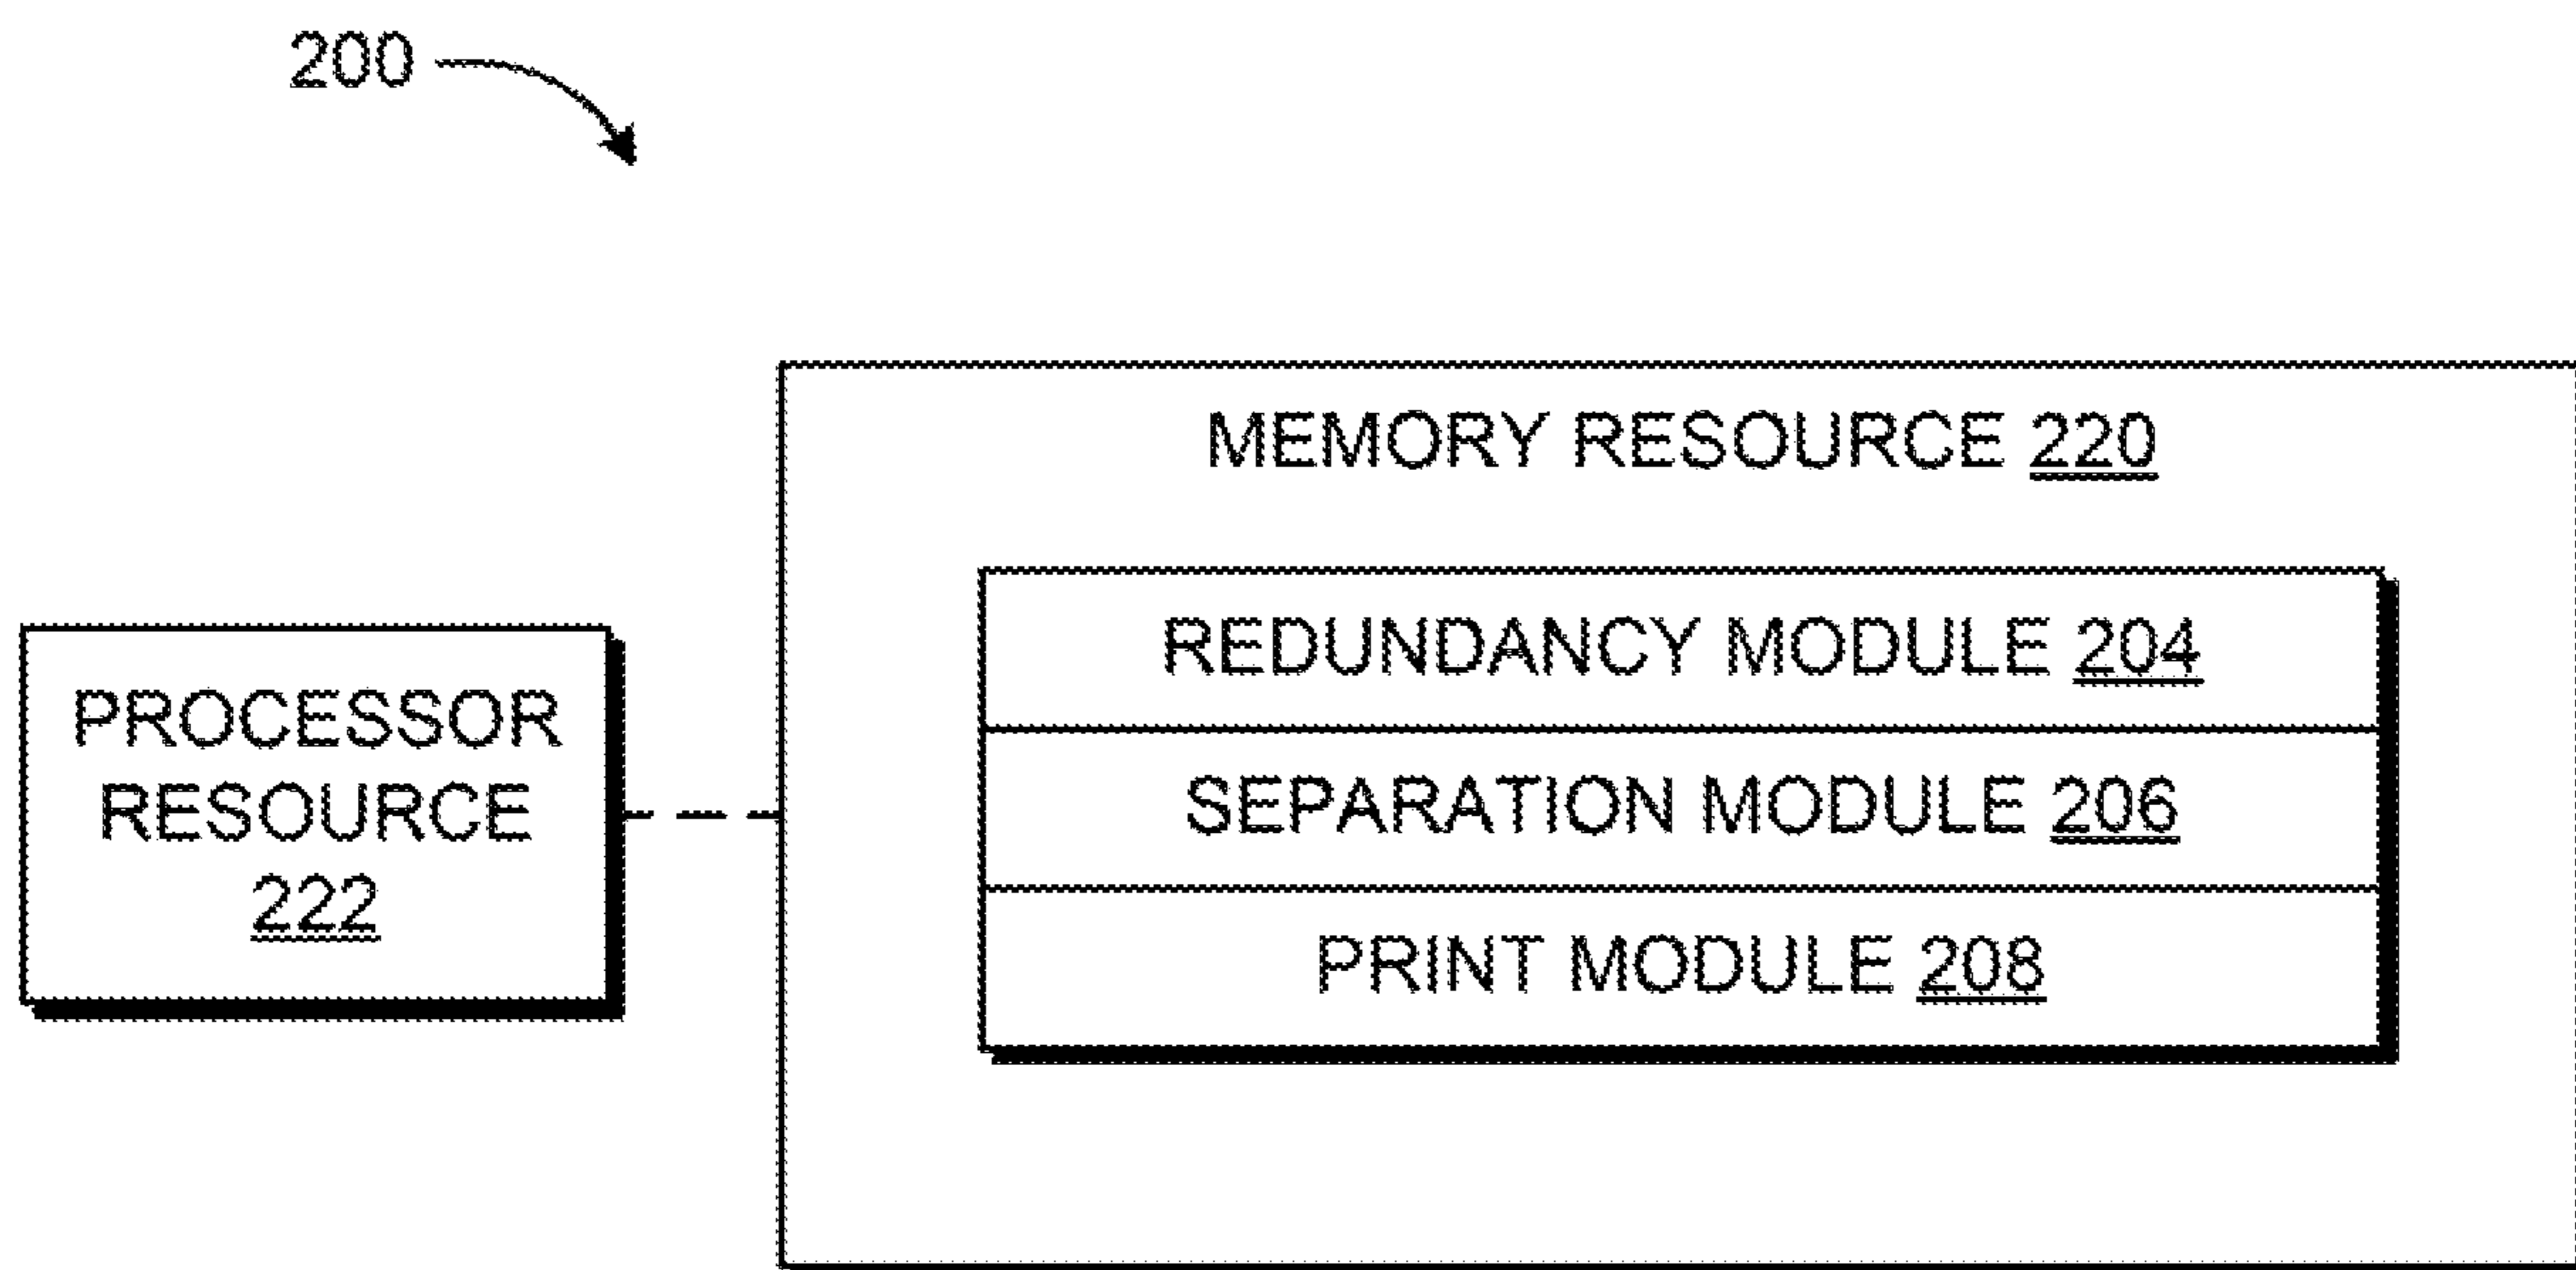 200
MEMORY RESOURCE 220
REDUNDANCY MODULE 204
SEPARATION MODULE 206
PRINT MODULE 208
PROCESSOR
RESOURCE
222